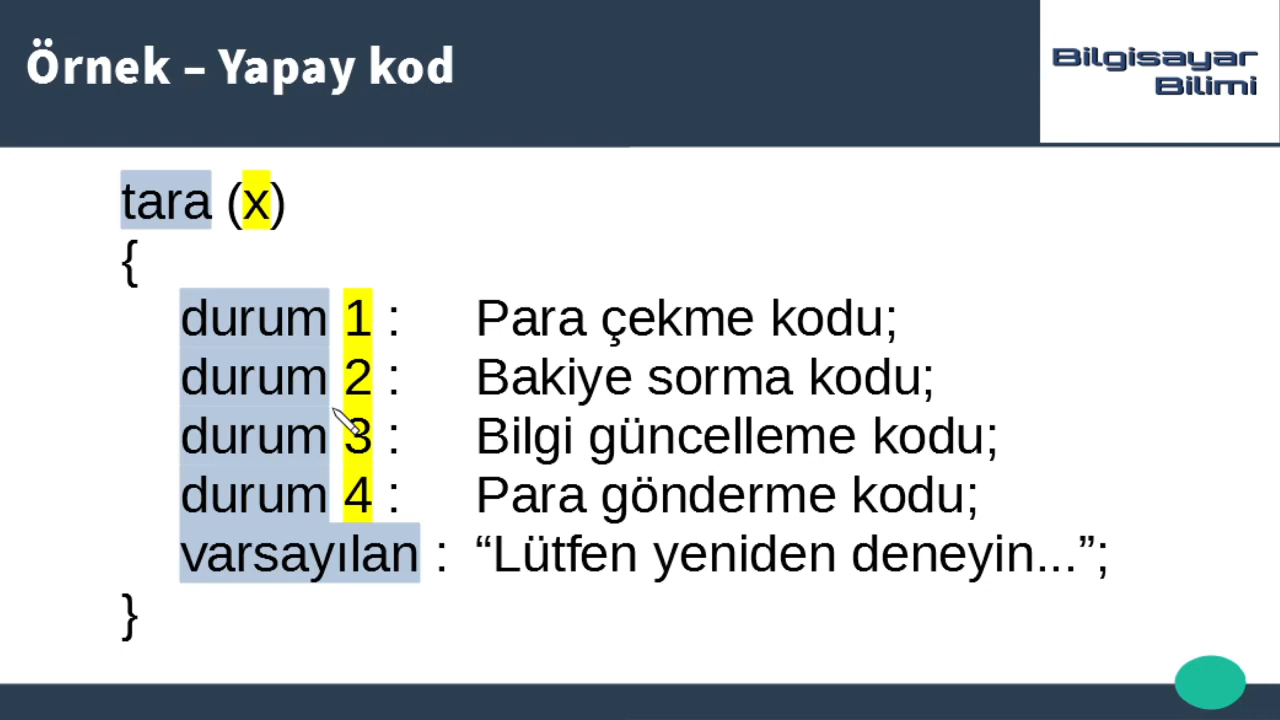 Örnek – Yapay kod
Bilgisayar
Bilimi
tara (x)
{
durum 1 : Para çekme kodu;
durum 2 : Bakiye sorma kodu;
durum 3 : Bilgi güncelleme kodu;
durum 4 : Para gönderme kodu;
varsayılan : “Lütfen yeniden deneyin...”;
}